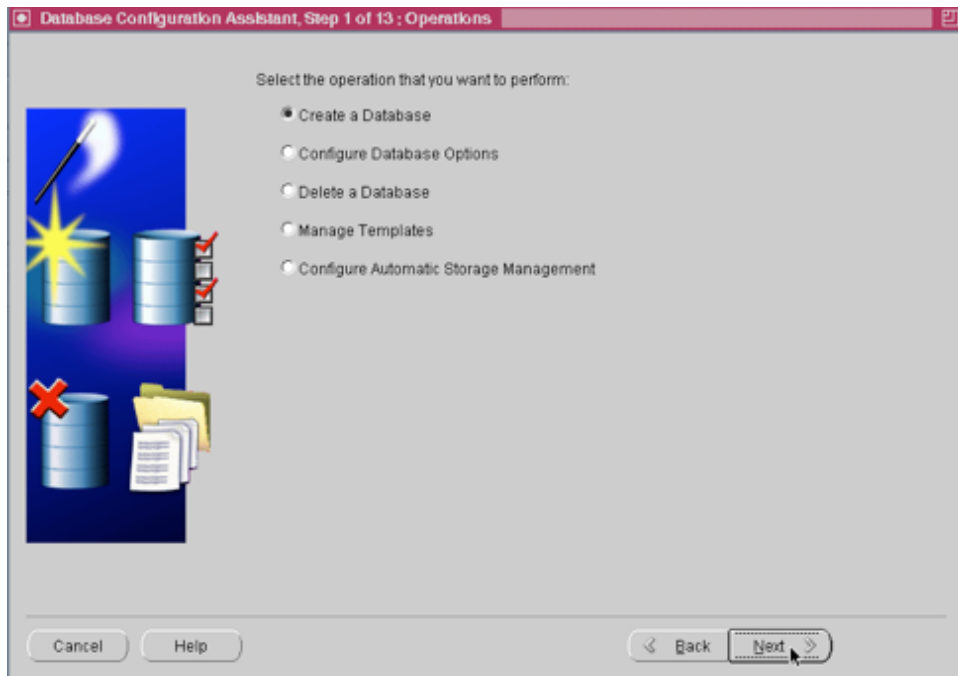 Database Configuration Assistant, Step 1 of 13 ; Operations
Select the operation that you want to perform:
Create a Database
Configure Database Options
Delete a Database
Manage Templates
Configure Automatic Storage Management
Cancel
Help
Back
Next